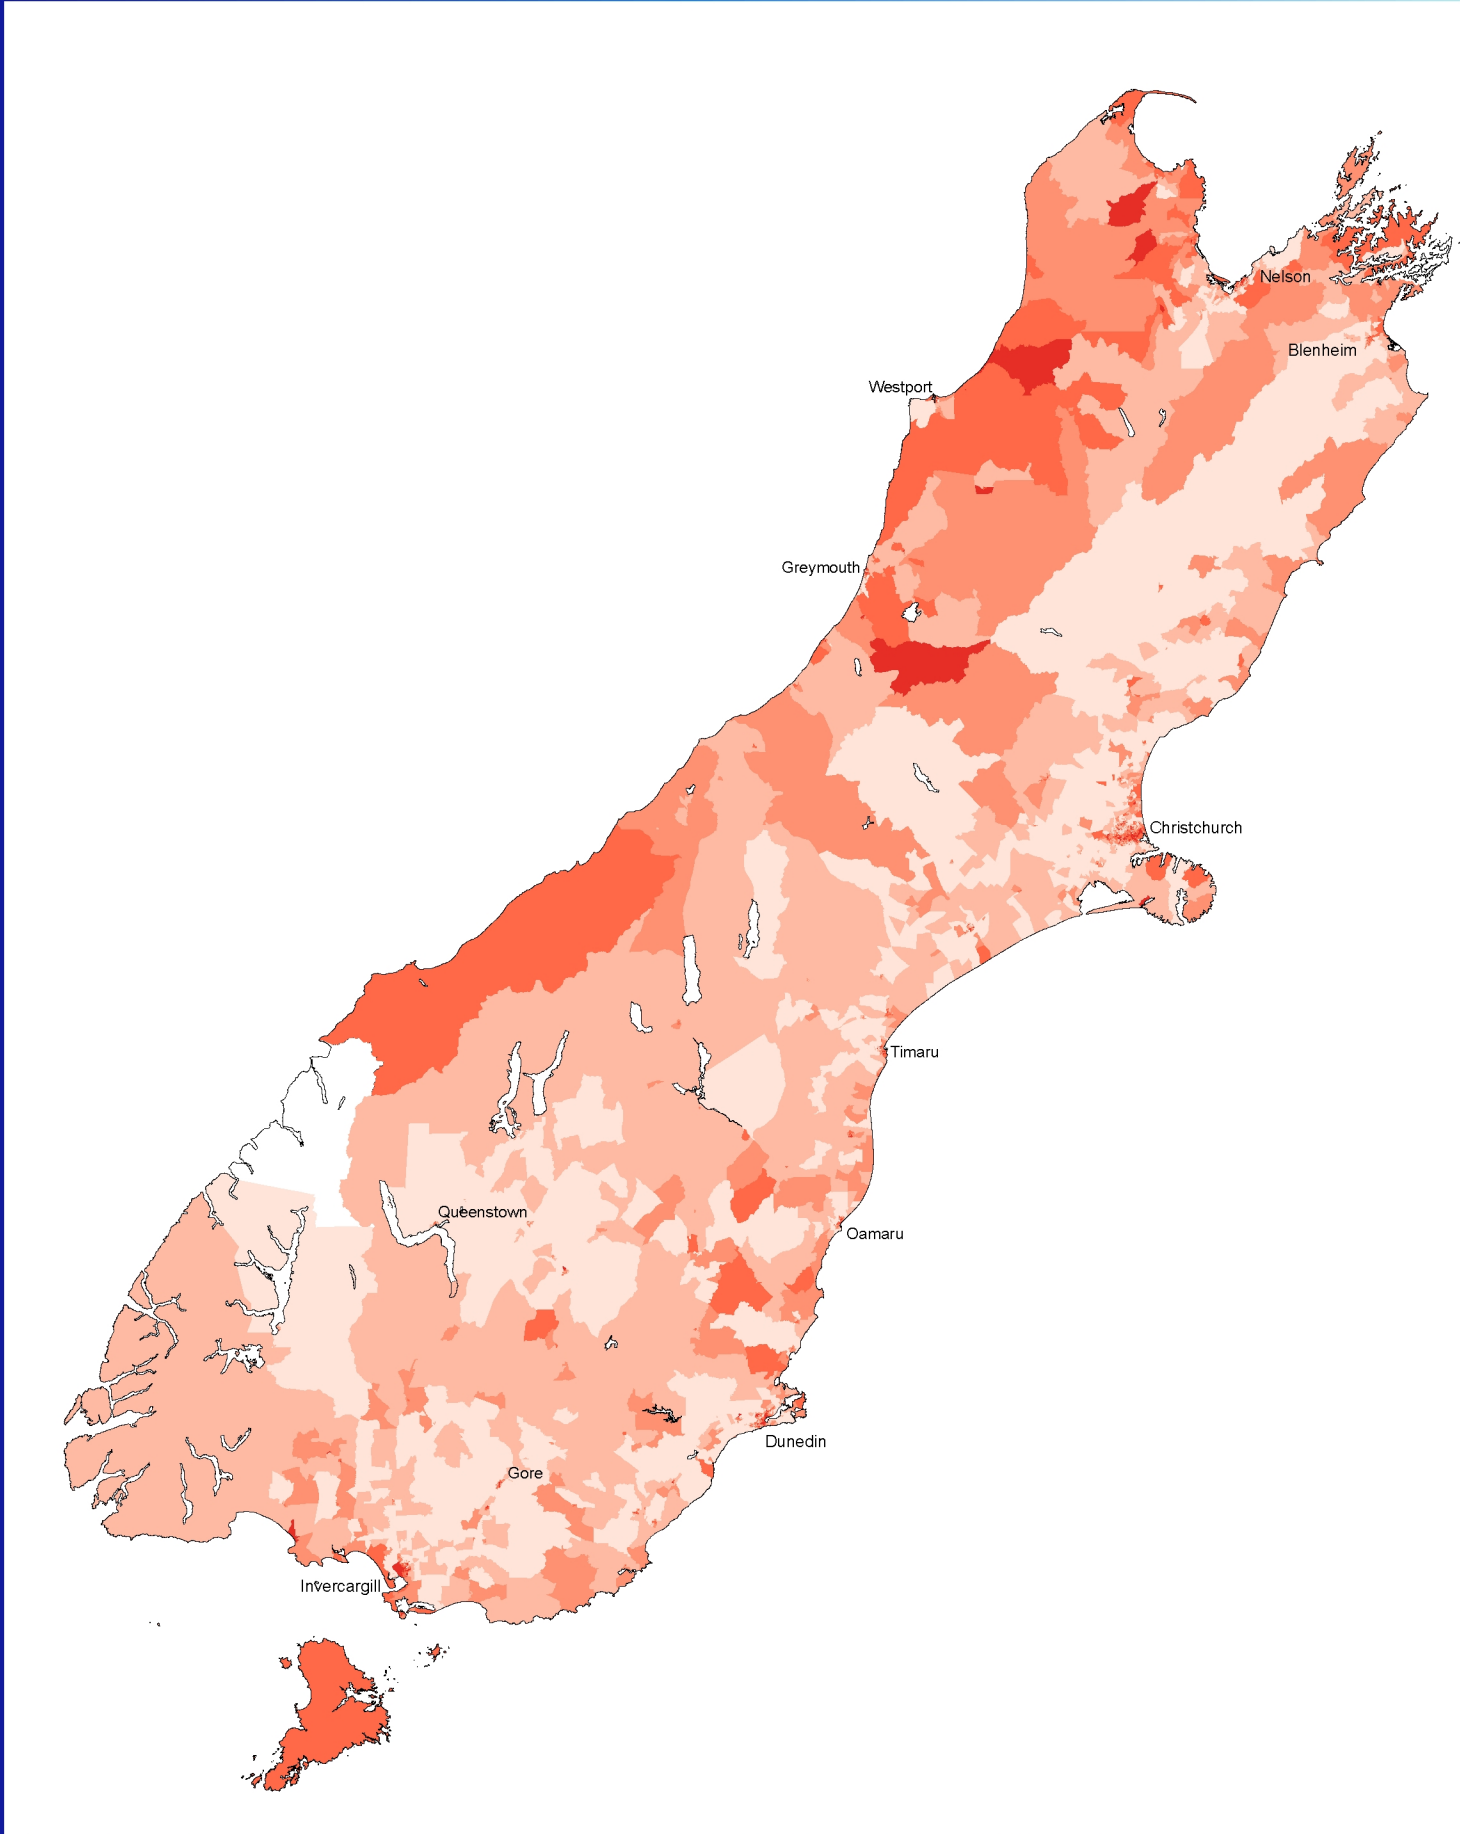 Nelson
Blenheim
Westport
Greymouth
Christchurch
Timaru
Queenstown
Oamaru
Dunedin
Gore
Invercargill